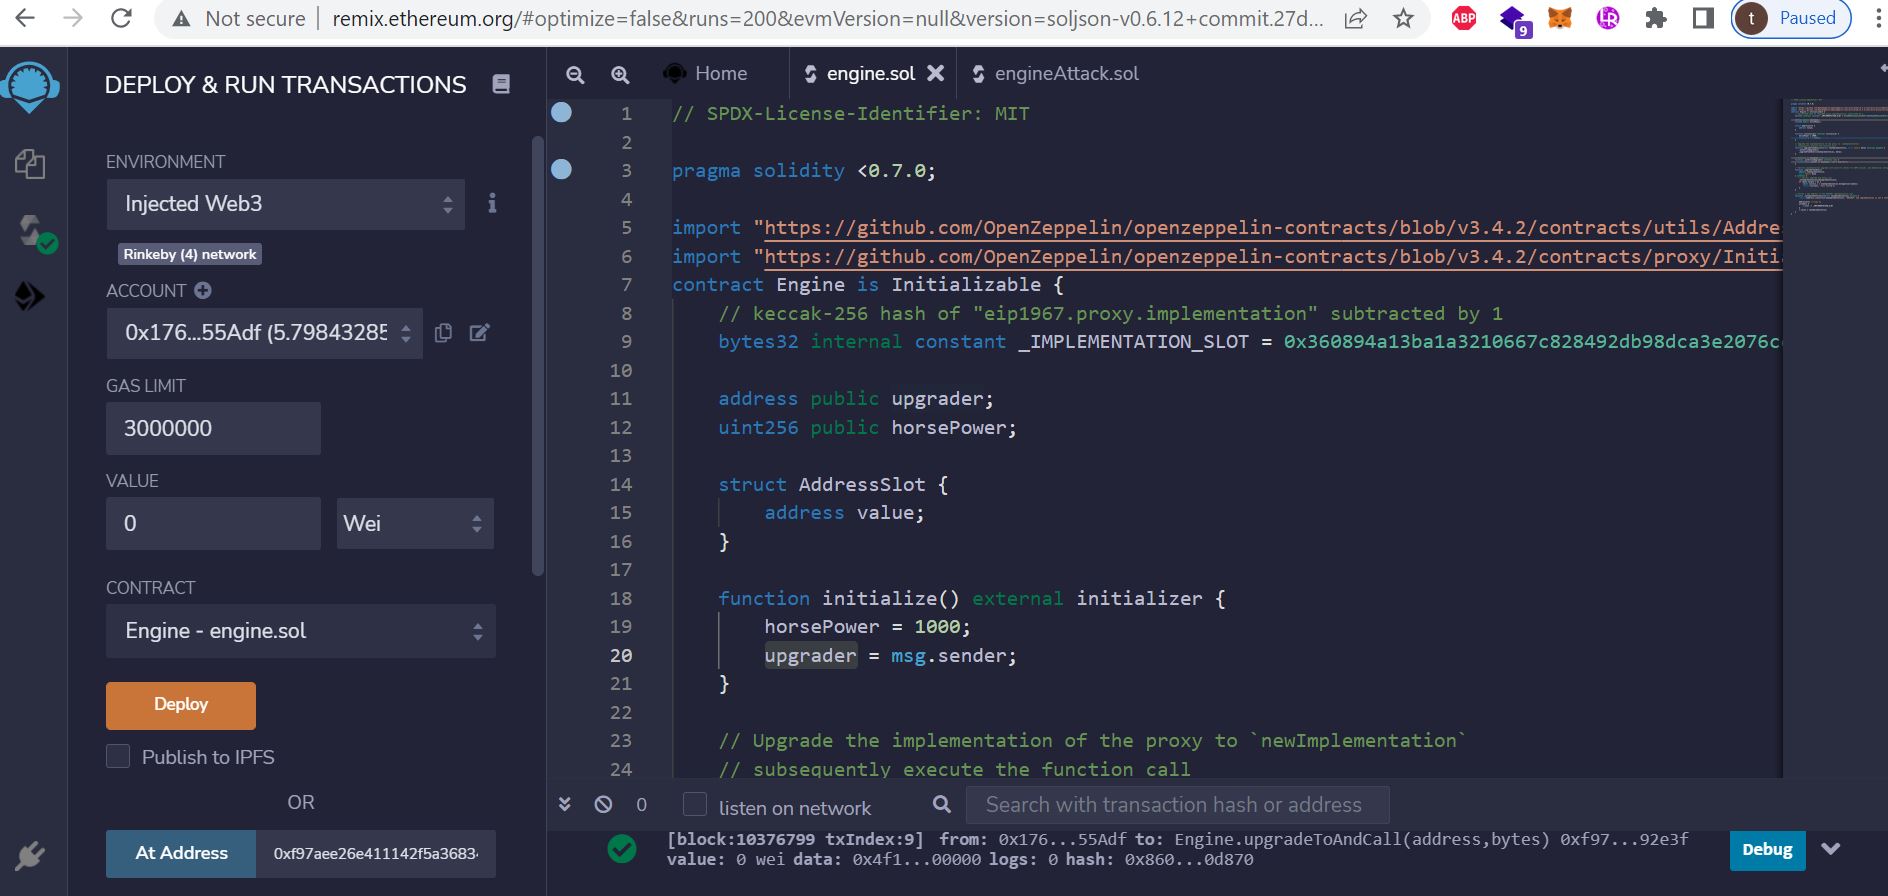 Not secure | remix.ethereum.org/#optimize=false&runs=200&evmVersion=null&version=soljson-v0.6.12+commit.27d...
ABP
9
t Paused
DEPLOY & RUN TRANSACTIONS
ENVIRONMENT
Injected Web3
Rinkeby (4) network
ACCOUNT
0x176...55Adf (5.79843285
GAS LIMIT
3000000
VALUE
0 Wei
CONTRACT
Engine - engine.sol
Deploy
Publish to IPFS
OR
At Address 0xf97aee26e411142f5a3683
Home engine.sol engineAttack.sol
1 // SPDX-License-Identifier: MIT
2
3 pragma solidity <0.7.0;
4
5 import "https://github.com/OpenZeppelin/openzeppelin-contracts/blob/v3.4.2/contracts/utils/Addre
6 import "https://github.com/OpenZeppelin/openzeppelin-contracts/blob/v3.4.2/contracts/proxy/Initi
7 contract Engine is Initializable {
8 // keccak-256 hash of "eip1967.proxy.implementation" subtracted by 1
9 bytes32 internal constant _IMPLEMENTATION_SLOT = 0x360894a13ba1a3210667c828492db98dca3e2076c
10
11 address public upgrader;
12 uint256 public horsePower;
13
14 struct AddressSlot {
15 address value;
16 }
17
18 function initialize() external initializer {
19 horsePower = 1000;
20 upgrader = msg.sender;
21 }
22
23 // Upgrade the implementation of the proxy to `newImplementation`
24 // subsequently execute the function call
0 listen on network Search with transaction hash or address
[block:10376799 txIndex:9] from: 0x176...55Adf to: Engine.upgradeToAndCall(address,bytes) 0xf97...92e3f
value: 0 wei data: 0x4f1...00000 logs: 0 hash: 0x860...0d870
Debug